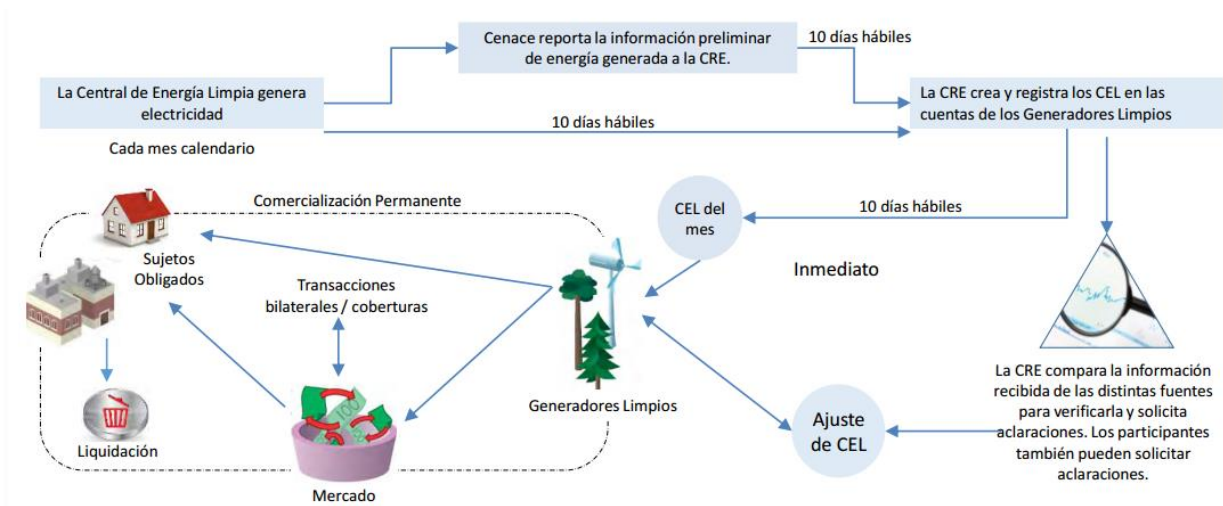 Cenace reporta la información preliminar
de energía generada a la CRE.
10 días hábiles
La Central de Energía Limpia genera
electricidad
La CRE crea y registra los CEL en las
cuentas de los Generadores Limpios
10 días hábiles
Cada mes calendario
Comercialización Permanente
CEL del
mes
10 días hábiles
Inmediato
Sujetos
Obligados
Transacciones
bilaterales / coberturas
100
Generadores Limpios
La CRE compara la información
recibida de las distintas fuentes
para verificarla y solicita
aclaraciones. Los participantes
también pueden solicitar
aclaraciones.
Ajuste
de CEL
Liquidación
Mercado